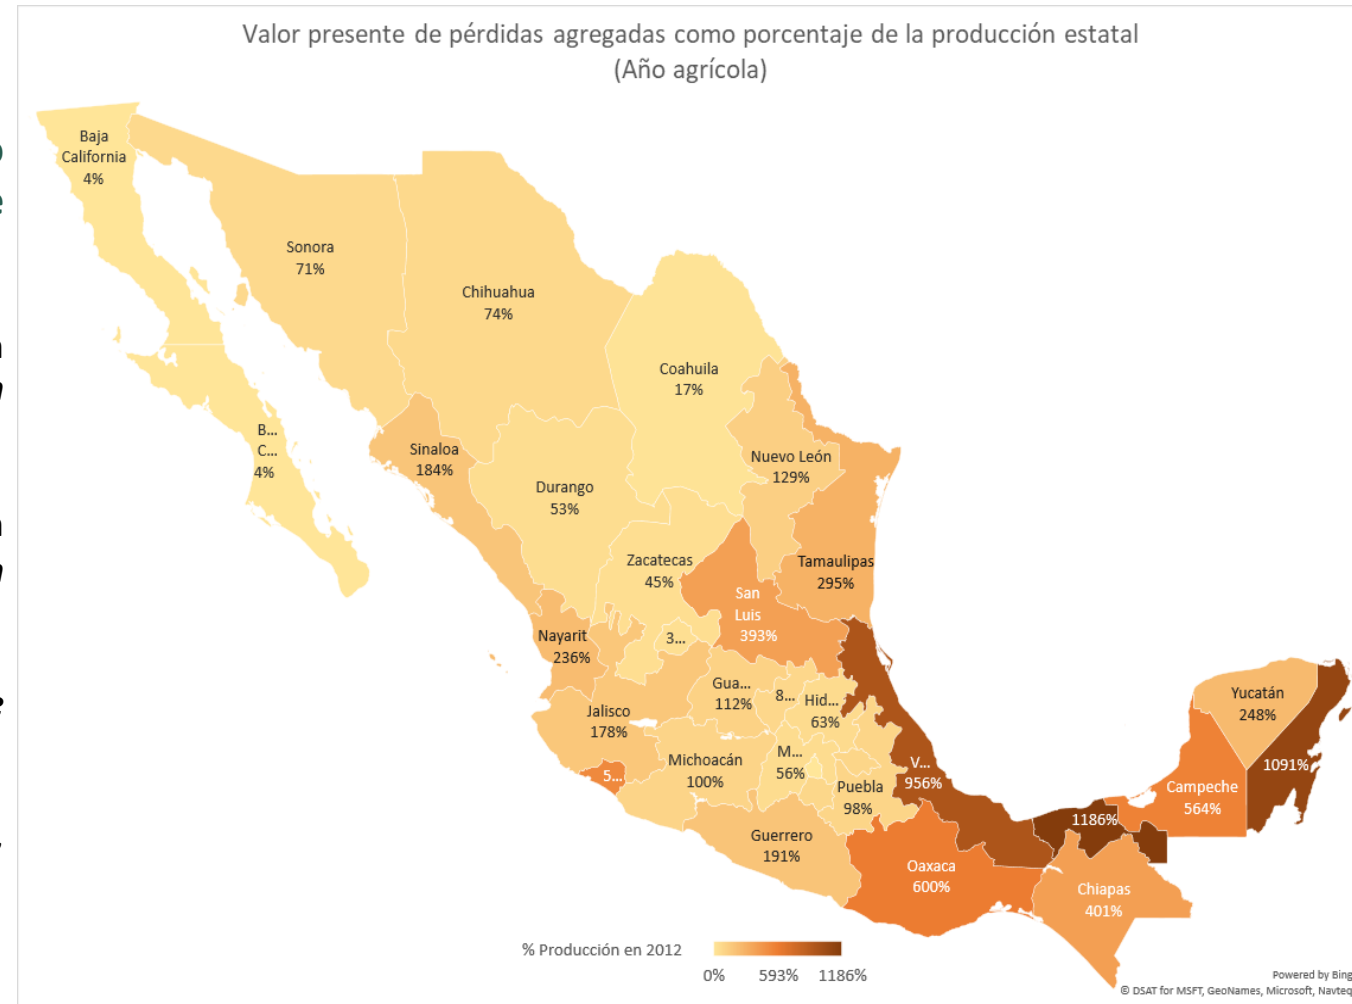 Valor presente de pérdidas agregadas como porcentaje de la producción estatal
(Año agrícola)
Baja
California
4%
Sonora
71%
Chihuahua
74%
Coahuila
17%
B...
C...
4%
Sinaloa
184%
Nuevo León
129%
Durango
53%
Zacatecas
45%
Tamaulipas
295%
San
Luis
393%
Nayarit
236%
3...
Gua...
112%
8...
Hid...
63%
Yucatán
248%
Jalisco
178%
Michoacán
100%
M...
56%
5...
Puebla
98%
V...
956%
1091%
Campeche
564%
1186%
Guerrero
191%
Oaxaca
600%
Chiapas
401%
% Producción en 2012
0%
593%
1186%
Powered by Bing
© DSAT for MSFT, GeoNames, Microsoft, Navteq